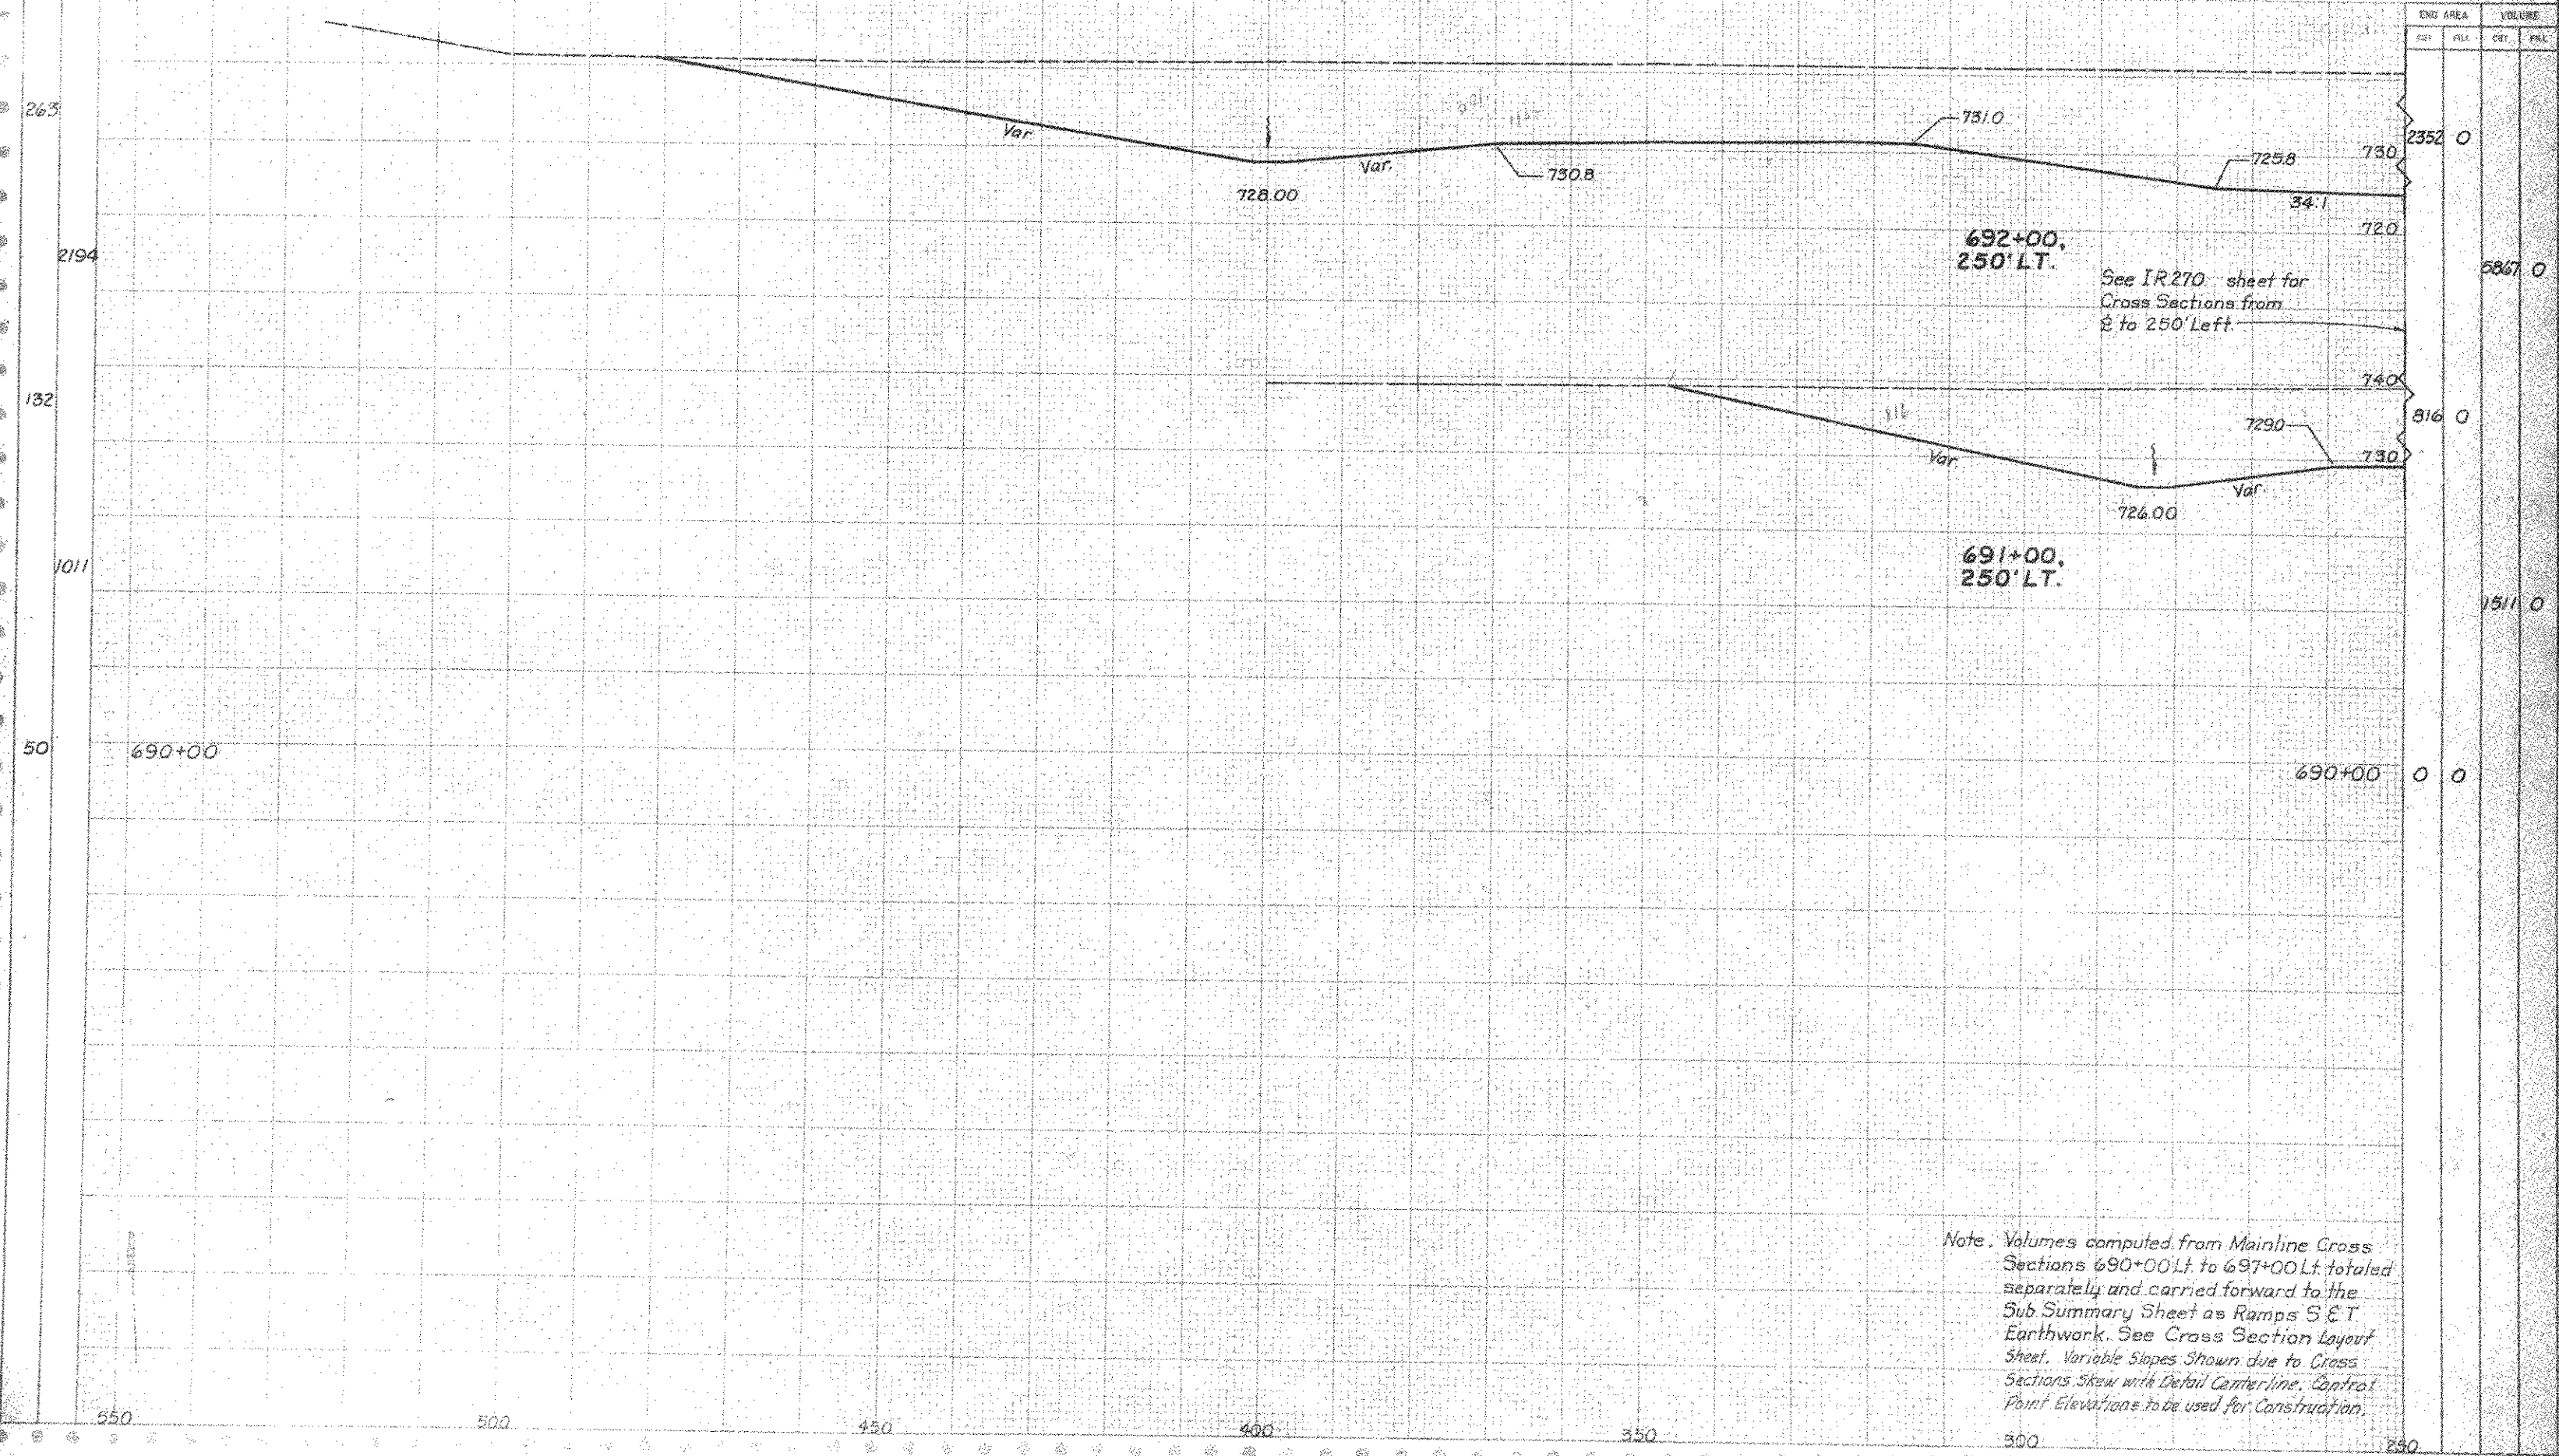 END AREA
VOLUME
CUT
FILL
CUT
FILL
263
Var
731.0
2352
0
730
725.8
Var.
730.8
728.00
34.1
720
2194
692+00,
250' LT.
5867
0
See IR 270 sheet for
Cross Sections from
℄ to 250' Left
740
132
816
0
729.0
Var
730
Var
726.00
691+00,
250' LT.
1011
1511
0
50
690+00
690+00
0
0
Note. Volumes computed from Mainline Cross
Sections 690+00 Lt. to 697+00 Lt. totaled
separately and carried forward to the
Sub Summary Sheet as Ramps S & T
Earthwork. See Cross Section Layout
Sheet. Variable Slopes Shown due to Cross
Sections Skew with Detail Centerline. Control
Point Elevations to be used for Construction.
550
500
450
400
350
300
250